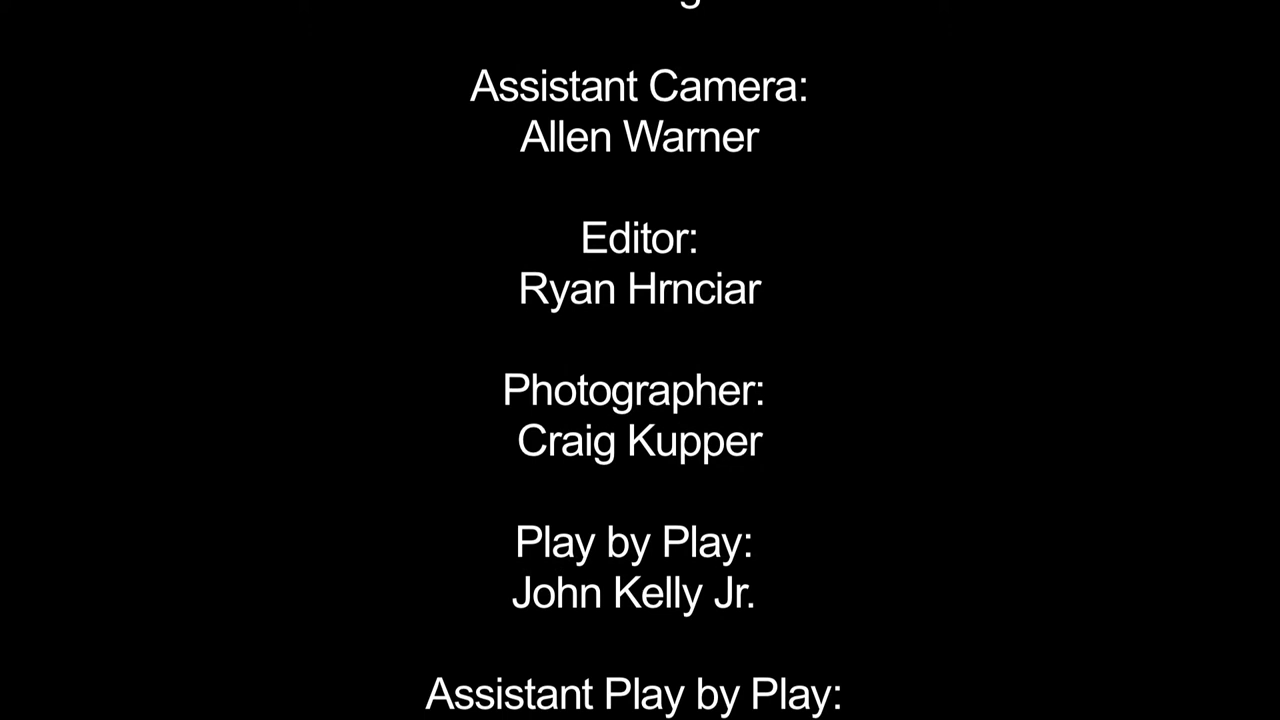 Assistant Camera:
Allen Warner
Editor:
Ryan Hrnciar
Photographer:
Craig Kupper
Play by Play:
John Kelly Jr.
Assistant Play by Play: